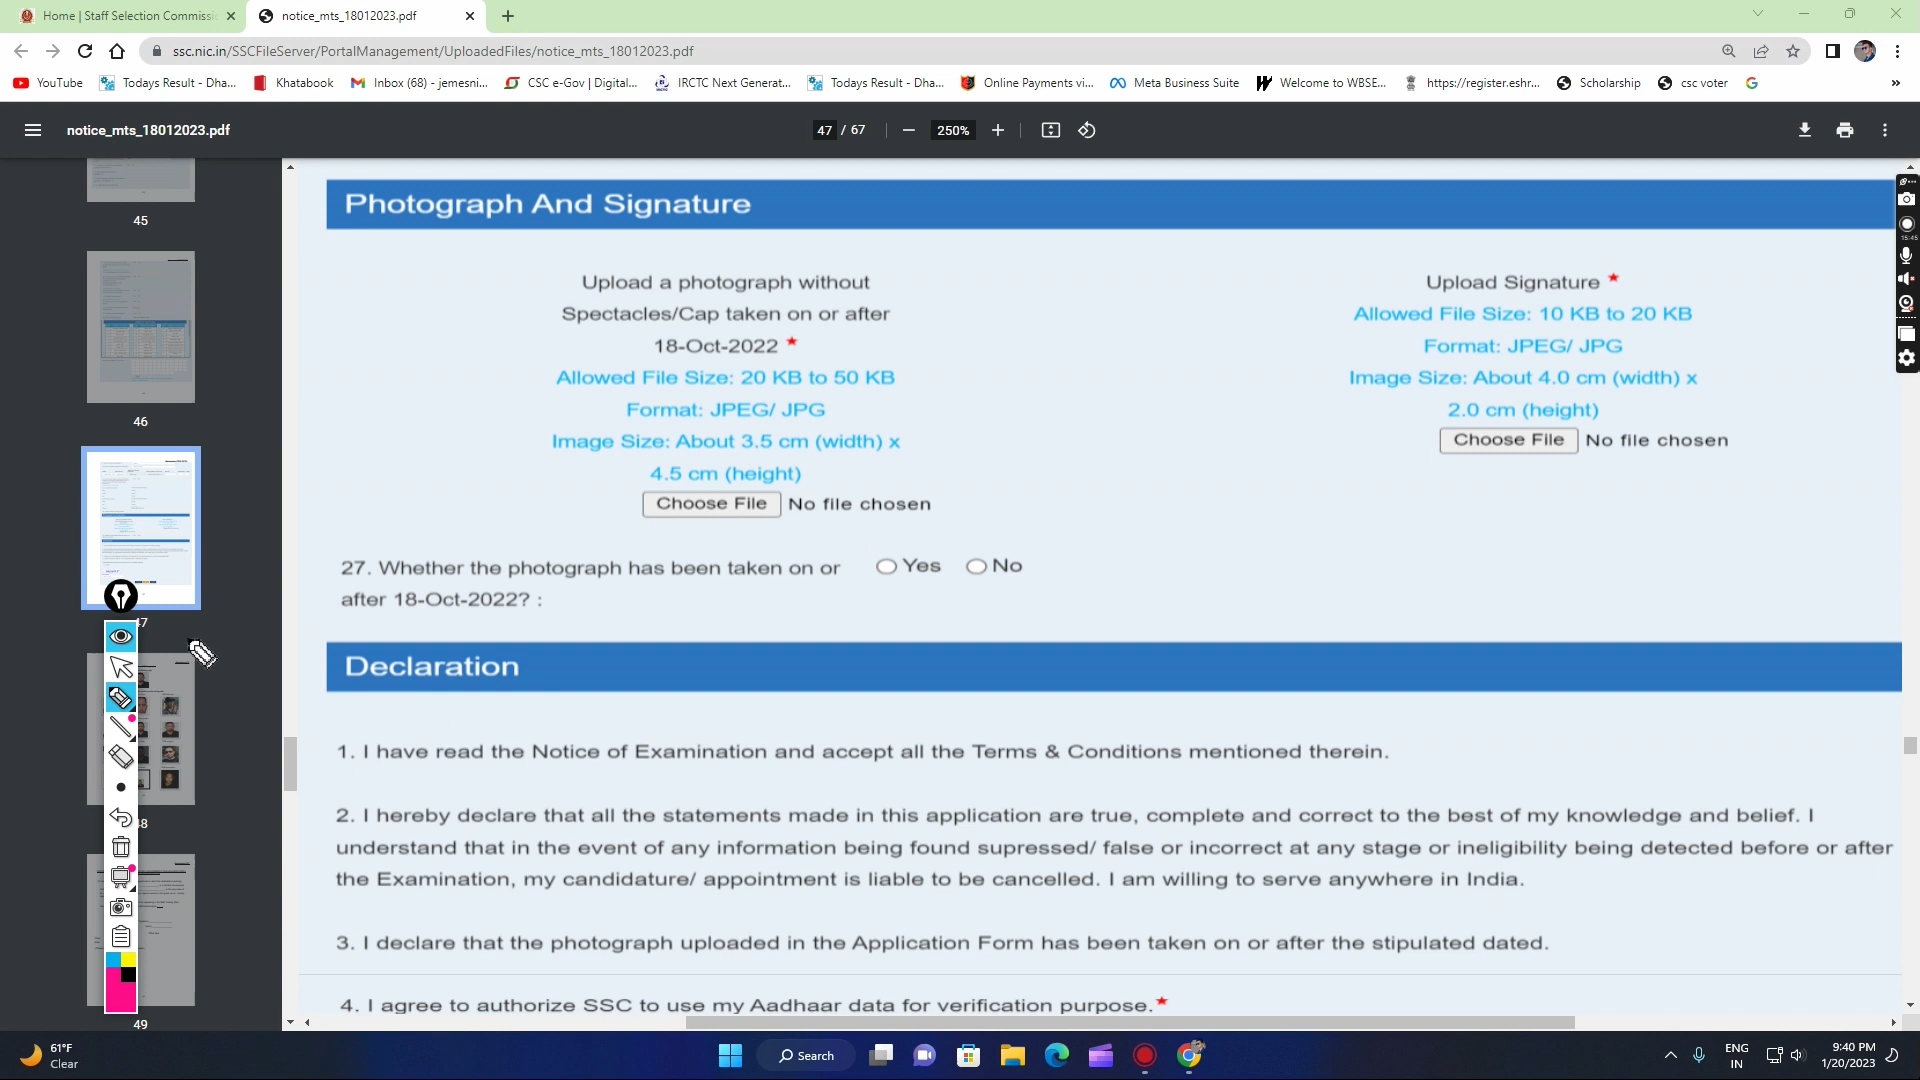 Home | Staff Selection Commissi
notice_mts_18012023.pdf
ssc.nic.in/SSCFileServer/PortalManagement/UploadedFiles/notice_mts_18012023.pdf
YouTube
Todays Result - Dha...
Khatabook
Inbox (68) - jemesni...
CSC e-Gov | Digital...
IRCTC Next Generat...
Todays Result - Dha...
Online Payments vi...
Meta Business Suite
Welcome to WBSE...
https://register.eshr...
Scholarship
csc voter
notice_mts_18012023.pdf
47 / 67
250%
45
46
47
48
49
Photograph And Signature
Upload a photograph without
Spectacles/Cap taken on or after
18-Oct-2022 *
Allowed File Size: 20 KB to 50 KB
Format: JPEG/ JPG
Image Size: About 3.5 cm (width) x
4.5 cm (height)
Choose File No file chosen
Upload Signature *
Allowed File Size: 10 KB to 20 KB
Format: JPEG/ JPG
Image Size: About 4.0 cm (width) x
2.0 cm (height)
Choose File No file chosen
27. Whether the photograph has been taken on or
after 18-Oct-2022? :
Yes No
Declaration
1. I have read the Notice of Examination and accept all the Terms & Conditions mentioned therein.
2. I hereby declare that all the statements made in this application are true, complete and correct to the best of my knowledge and belief. I
understand that in the event of any information being found supressed/ false or incorrect at any stage or ineligibility being detected before or after
the Examination, my candidature/ appointment is liable to be cancelled. I am willing to serve anywhere in India.
3. I declare that the photograph uploaded in the Application Form has been taken on or after the stipulated dated.
4. I agree to authorize SSC to use my Aadhaar data for verification purpose.*
15:45
61°F
Clear
Search
ENG
IN
9:40 PM
1/20/2023